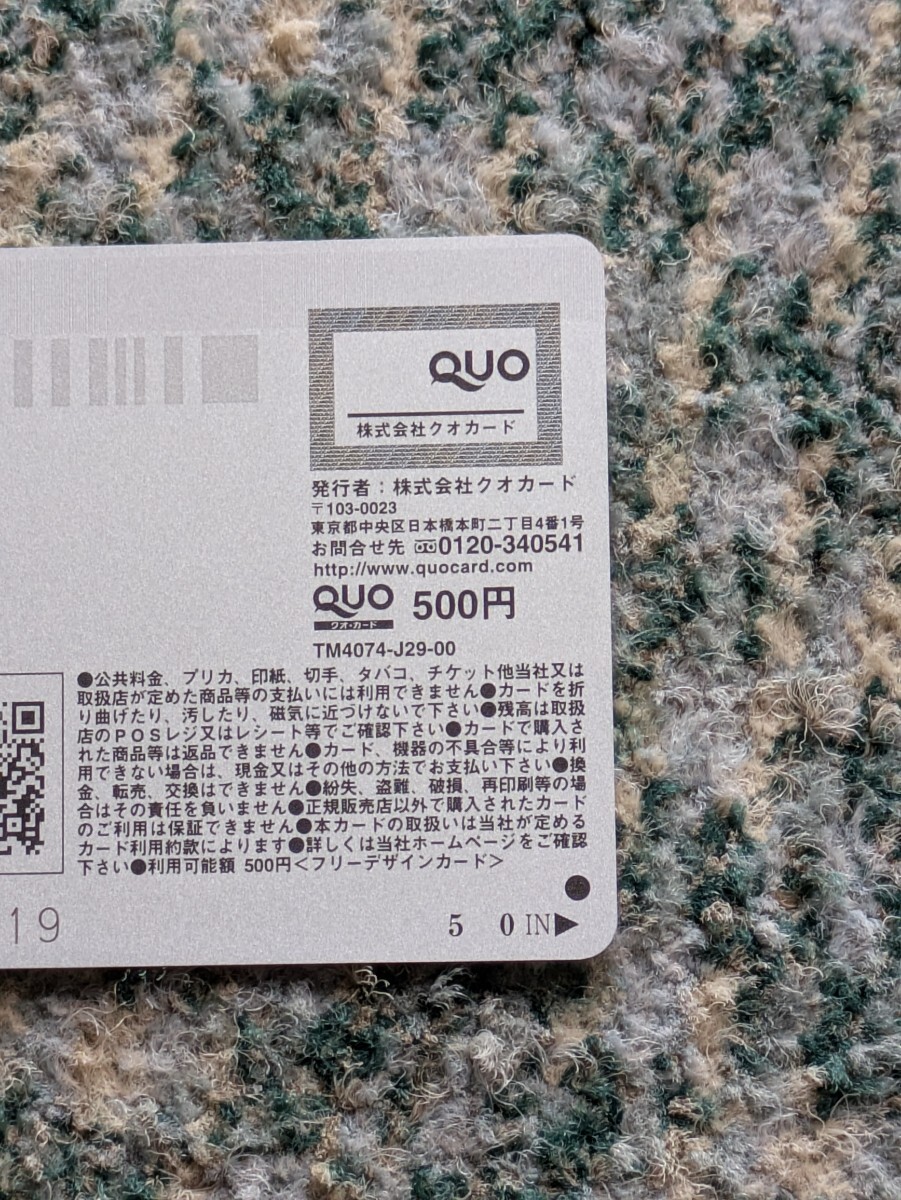 QUO
株式会社クオカード
発行者：株式会社クオカード
〒103-0023
東京都中央区日本橋本町二丁目4番1号
お問合せ先 0120-340541
http://www.quocard.com
QUO 500円
クオ・カード
TM4074-J29-00
●公共料金、プリカ、印紙、切手、タバコ、チケット他当社又は
取扱店が定めた商品等の支払いには利用できません●カードを折
り曲げたり、汚したり、磁気に近づけないで下さい●残高は取扱
店のPOSレジ又はレシート等でご確認下さい●カードで購入さ
れた商品等は返品できません●カード、機器の不具合等により利
用できない場合は、現金又はその他の方法でお支払い下さい●換
金、転売、交換はできません●紛失、盗難、破損、再印刷等の場
合はその責任を負いません●正規販売店以外で購入されたカード
のご利用は保証できません●本カードの取扱いは当社が定める
カード利用約款によります●詳しくは当社ホームページをご確認
下さい●利用可能額 500円＜フリーデザインカード＞
19
5 0 IN▶